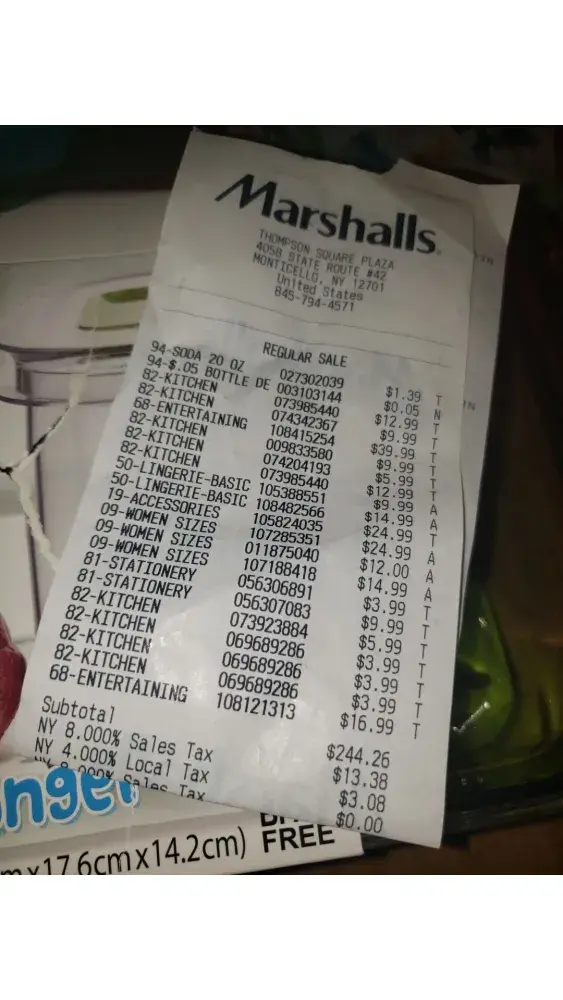 Marshalls
THOMPSON SQUARE PLAZA
4058 STATE ROUTE #42
MONTICELLO, NY 12701
United States
845-794-4571
REGULAR SALE
94-SODA 20 OZ 027302039 $1.39 T
94-$.05 BOTTLE DE 003103144 $0.05 N
82-KITCHEN 073985440 $12.99 T
82-KITCHEN 074342367 $9.99 T
68-ENTERTAINING 108415254 $39.99 T
82-KITCHEN 009833580 $9.99 T
82-KITCHEN 074204193 $5.99 T
82-KITCHEN 073985440 $12.99 T
50-LINGERIE-BASIC 105388551 $9.99 A
50-LINGERIE-BASIC 108482566 $14.99 A
19-ACCESSORIES 105824035 $24.99 T
09-WOMEN SIZES 107285351 $24.99 A
09-WOMEN SIZES 011875040 $12.00 A
09-WOMEN SIZES 107188418 $14.99 A
81-STATIONERY 056306891 $3.99 T
81-STATIONERY 056307083 $9.99 T
82-KITCHEN 073923884 $5.99 T
82-KITCHEN 069689286 $3.99 T
82-KITCHEN 069689286 $3.99 T
82-KITCHEN 069689286 $3.99 T
68-ENTERTAINING 108121313 $16.99 T
Subtotal $244.26
NY 8.000% Sales Tax $13.38
NY 4.000% Local Tax $3.08
Sales Tax $0.00
17.6cmx14.2cm)
FREE